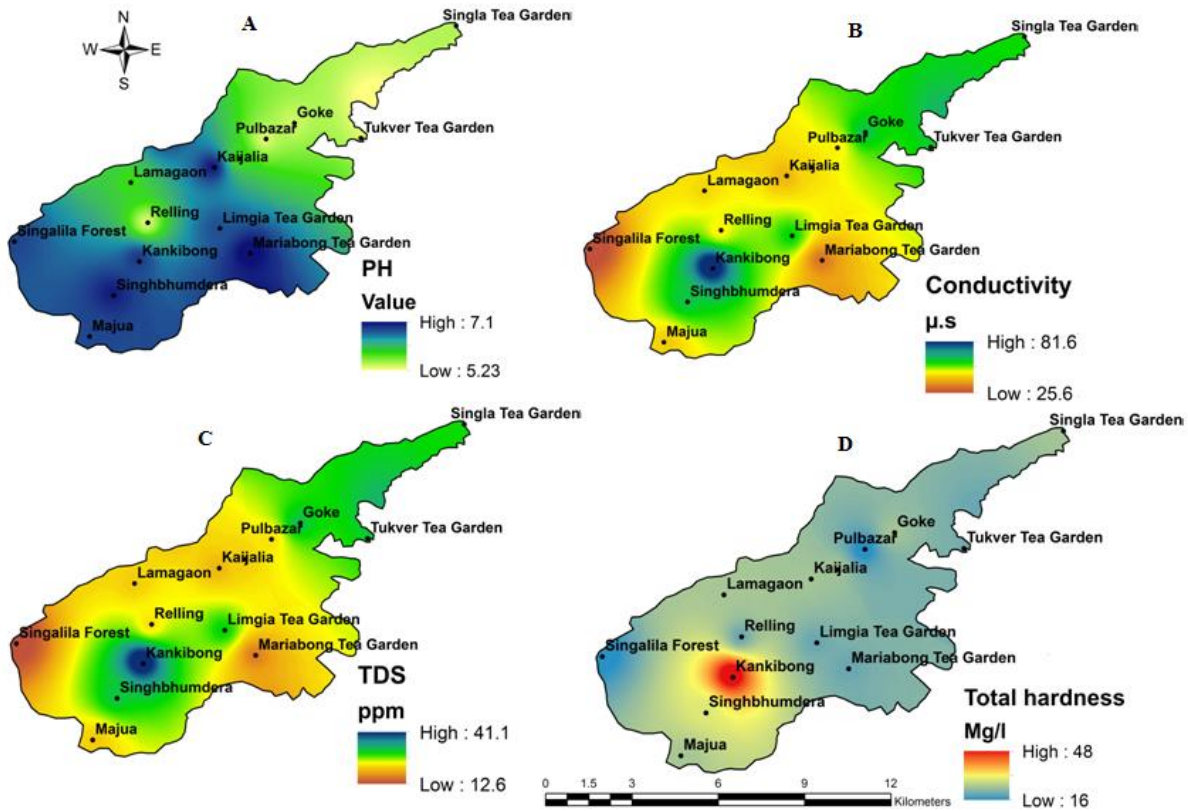 A
N
W E
S
Singla Tea Garden
Goke
Pulbazar
Tukver Tea Garden
Kaijalia
Lamagaon
Relling
Limgia Tea Garden
Singalila Forest
Kankibong
Mariabong Tea Garden
Singhbhumdera
Majua
PH
Value
High : 7.1
Low : 5.23
B
Singla Tea Garden
Goke
Pulbazar
Tukver Tea Garden
Kaijalia
Lamagaon
Relling
Limgia Tea Garden
Singalila Forest
Mariabong Tea Garden
Kankibong
Singhbhumdera
Majua
Conductivity
µ.s
High : 81.6
Low : 25.6
C
Singla Tea Garden
Goke
Pulbazar
Tukver Tea Garden
Kaijalia
Lamagaon
Relling
Limgia Tea Garden
Singalila Forest
Mariabong Tea Garden
Kankibong
Singhbhumdera
Majua
TDS
ppm
High : 41.1
Low : 12.6
D
Singla Tea Garden
Goke
Pulbazar
Tukver Tea Garden
Kaijalia
Lamagaon
Relling
Limgia Tea Garden
Singalila Forest
Mariabong Tea Garden
Kankibong
Singhbhumdera
Majua
Total hardness
Mg/l
High : 48
Low : 16
0 1.5 3 6 9 12
Kilometers